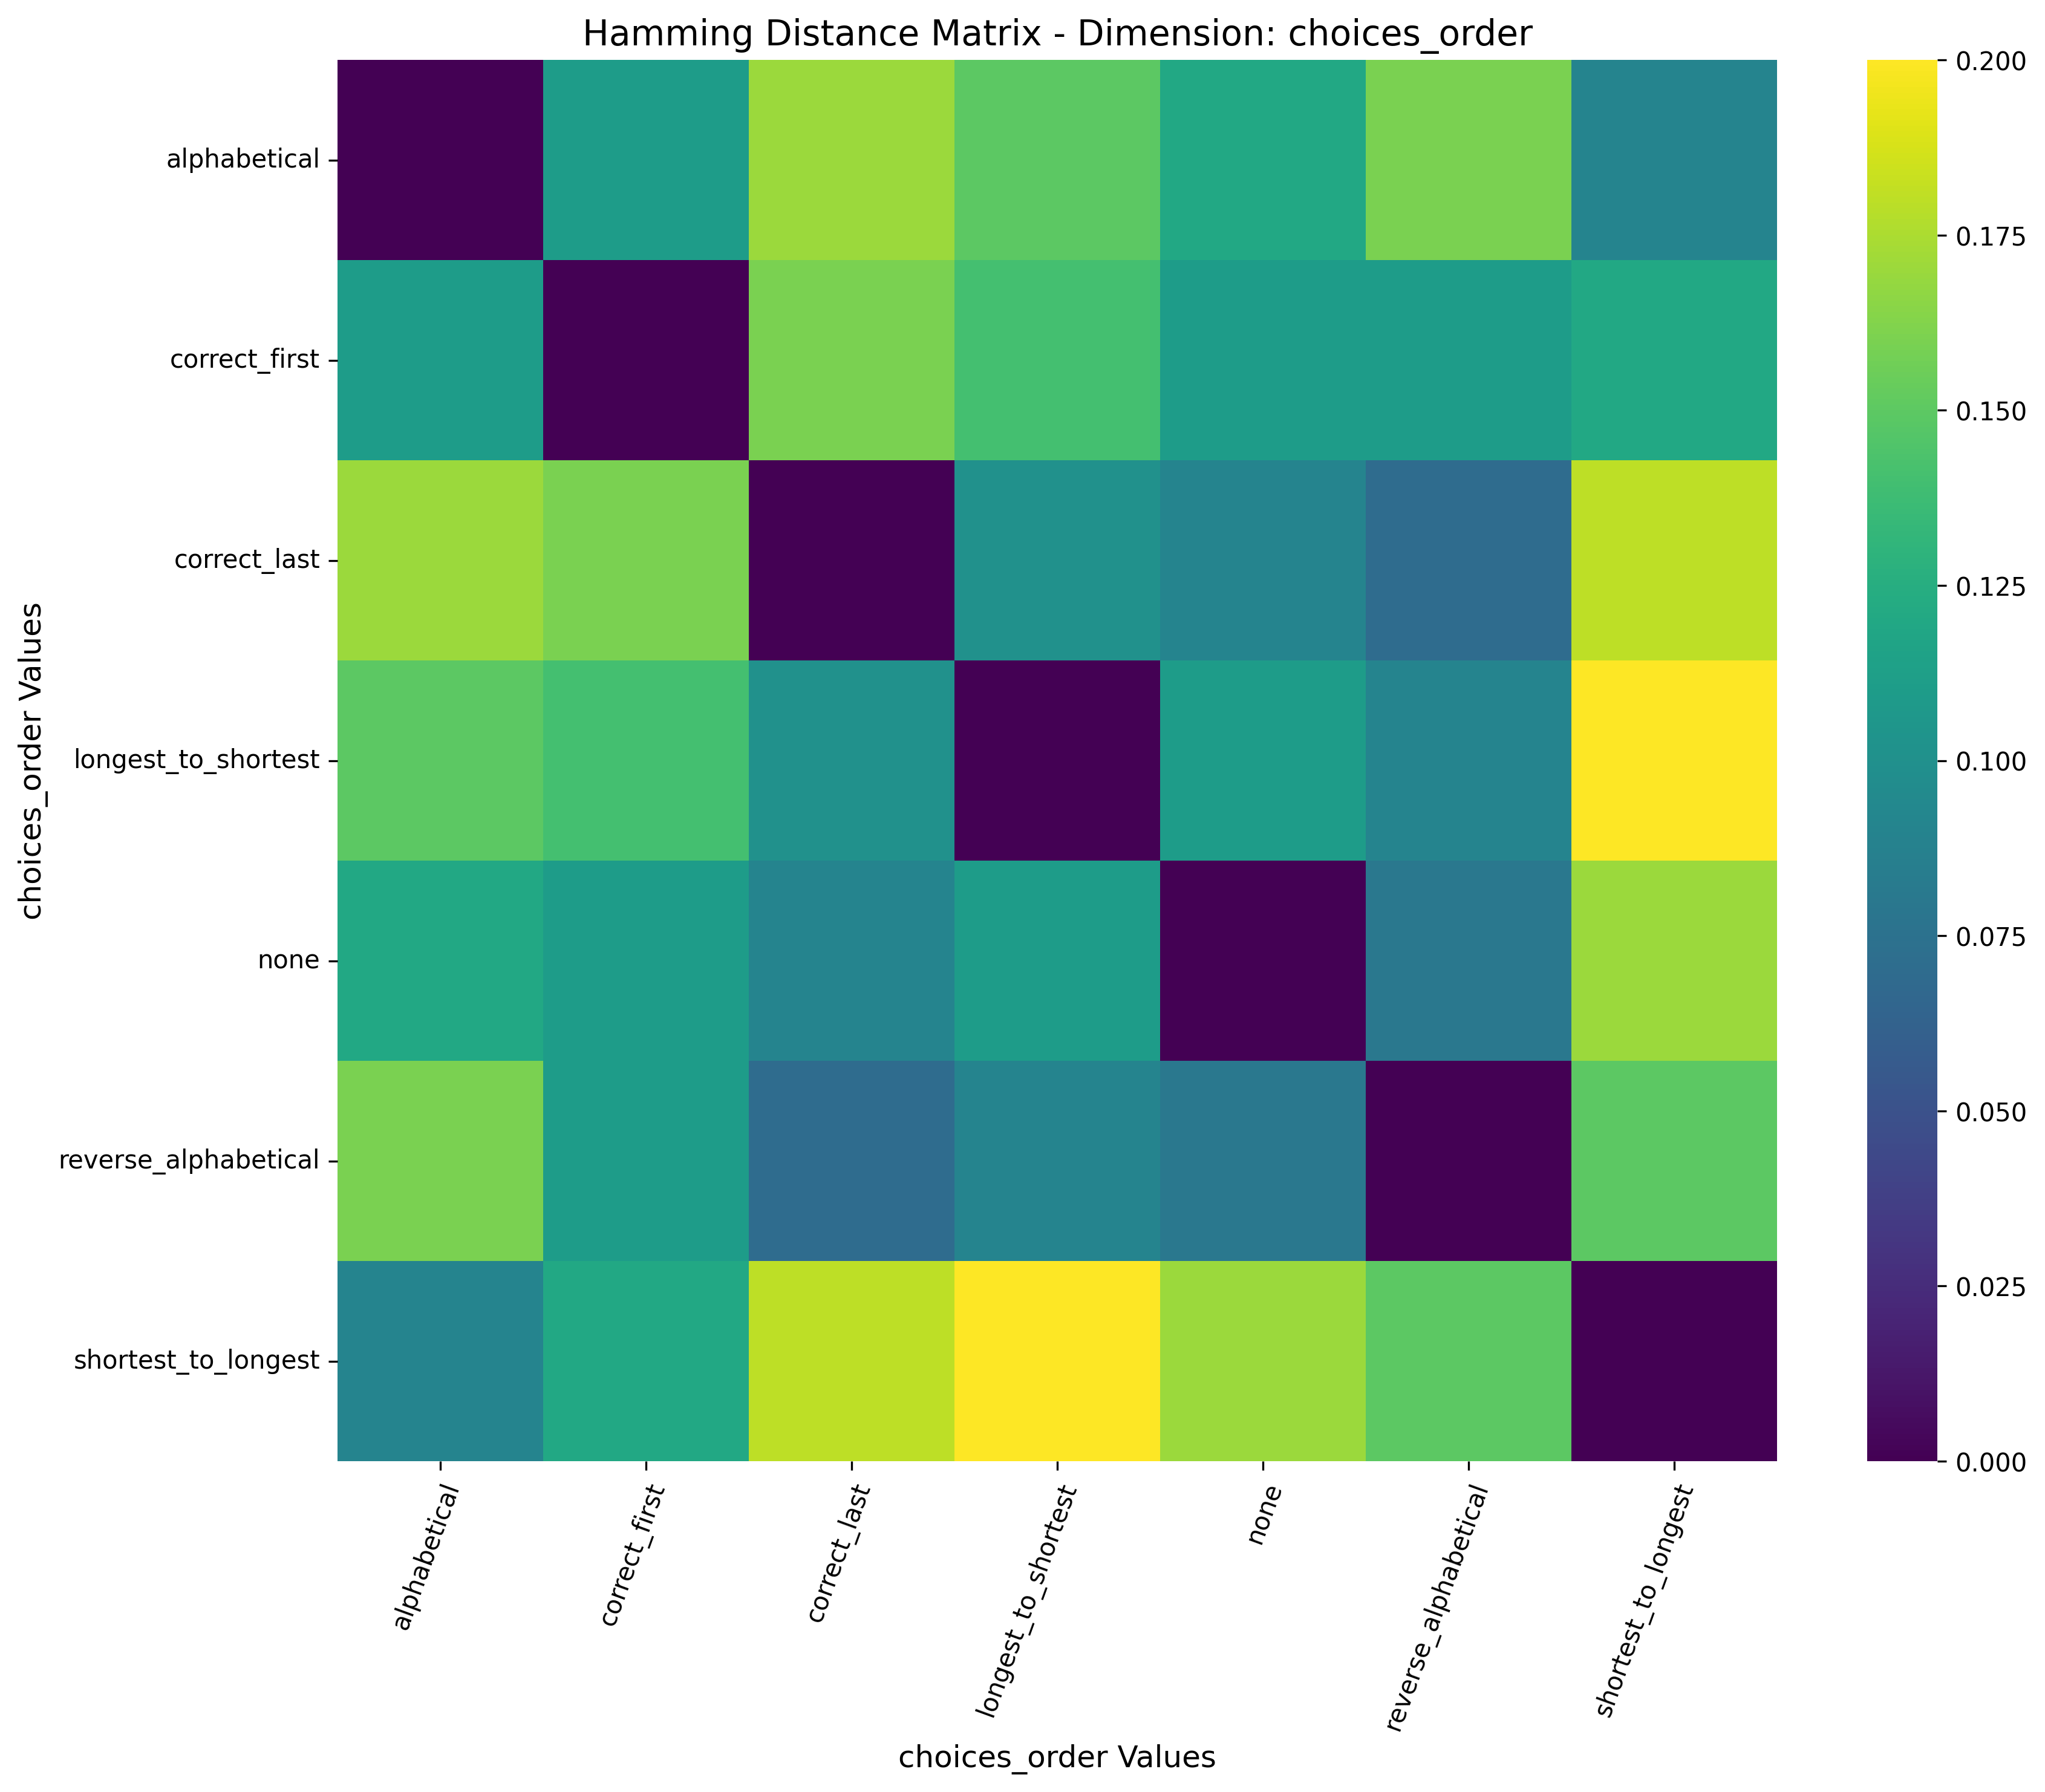 Hamming Distance Matrix - Dimension: choices_order
choices_order Values
alphabetical
correct_first
correct_last
longest_to_shortest
none
reverse_alphabetical
shortest_to_longest
alphabetical
correct_first
correct_last
longest_to_shortest
none
reverse_alphabetical
shortest_to_longest
choices_order Values
0.200
0.175
0.150
0.125
0.100
0.075
0.050
0.025
0.000